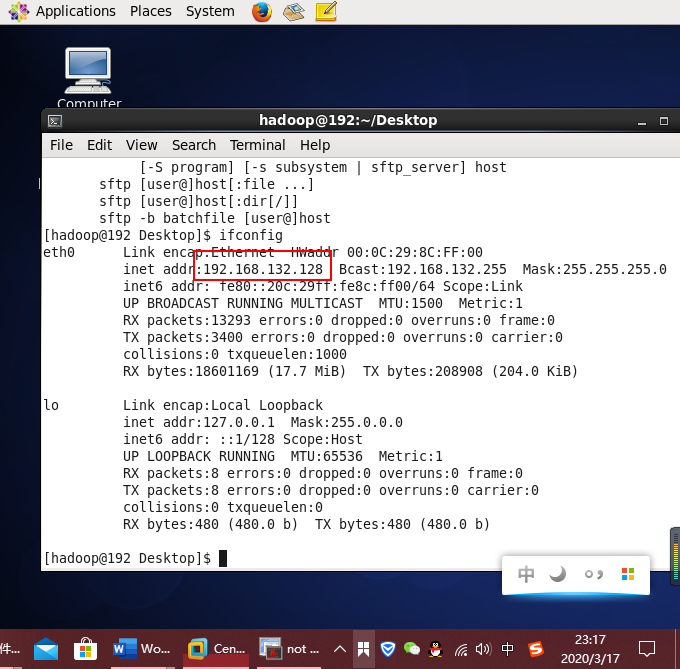 Applications Places System
Computer
hadoop@192:~/Desktop
File Edit View Search Terminal Help
[-S program] [-s subsystem | sftp_server] host
sftp [user@]host[:file ...]
sftp [user@]host[:dir[/]]
sftp -b batchfile [user@]host
[hadoop@192 Desktop]$ ifconfig
eth0 Link encap:Ethernet HWaddr 00:0C:29:8C:FF:00
inet addr:192.168.132.128 Bcast:192.168.132.255 Mask:255.255.255.0
inet6 addr: fe80::20c:29ff:fe8c:ff00/64 Scope:Link
UP BROADCAST RUNNING MULTICAST MTU:1500 Metric:1
RX packets:13293 errors:0 dropped:0 overruns:0 frame:0
TX packets:3400 errors:0 dropped:0 overruns:0 carrier:0
collisions:0 txqueuelen:1000
RX bytes:18601169 (17.7 MiB) TX bytes:208908 (204.0 KiB)
lo Link encap:Local Loopback
inet addr:127.0.0.1 Mask:255.0.0.0
inet6 addr: ::1/128 Scope:Host
UP LOOPBACK RUNNING MTU:65536 Metric:1
RX packets:8 errors:0 dropped:0 overruns:0 frame:0
TX packets:8 errors:0 dropped:0 overruns:0 carrier:0
collisions:0 txqueuelen:0
RX bytes:480 (480.0 b) TX bytes:480 (480.0 b)
[hadoop@192 Desktop]$
中
件... Wo... Cen... not ... 中 23:17
2020/3/17